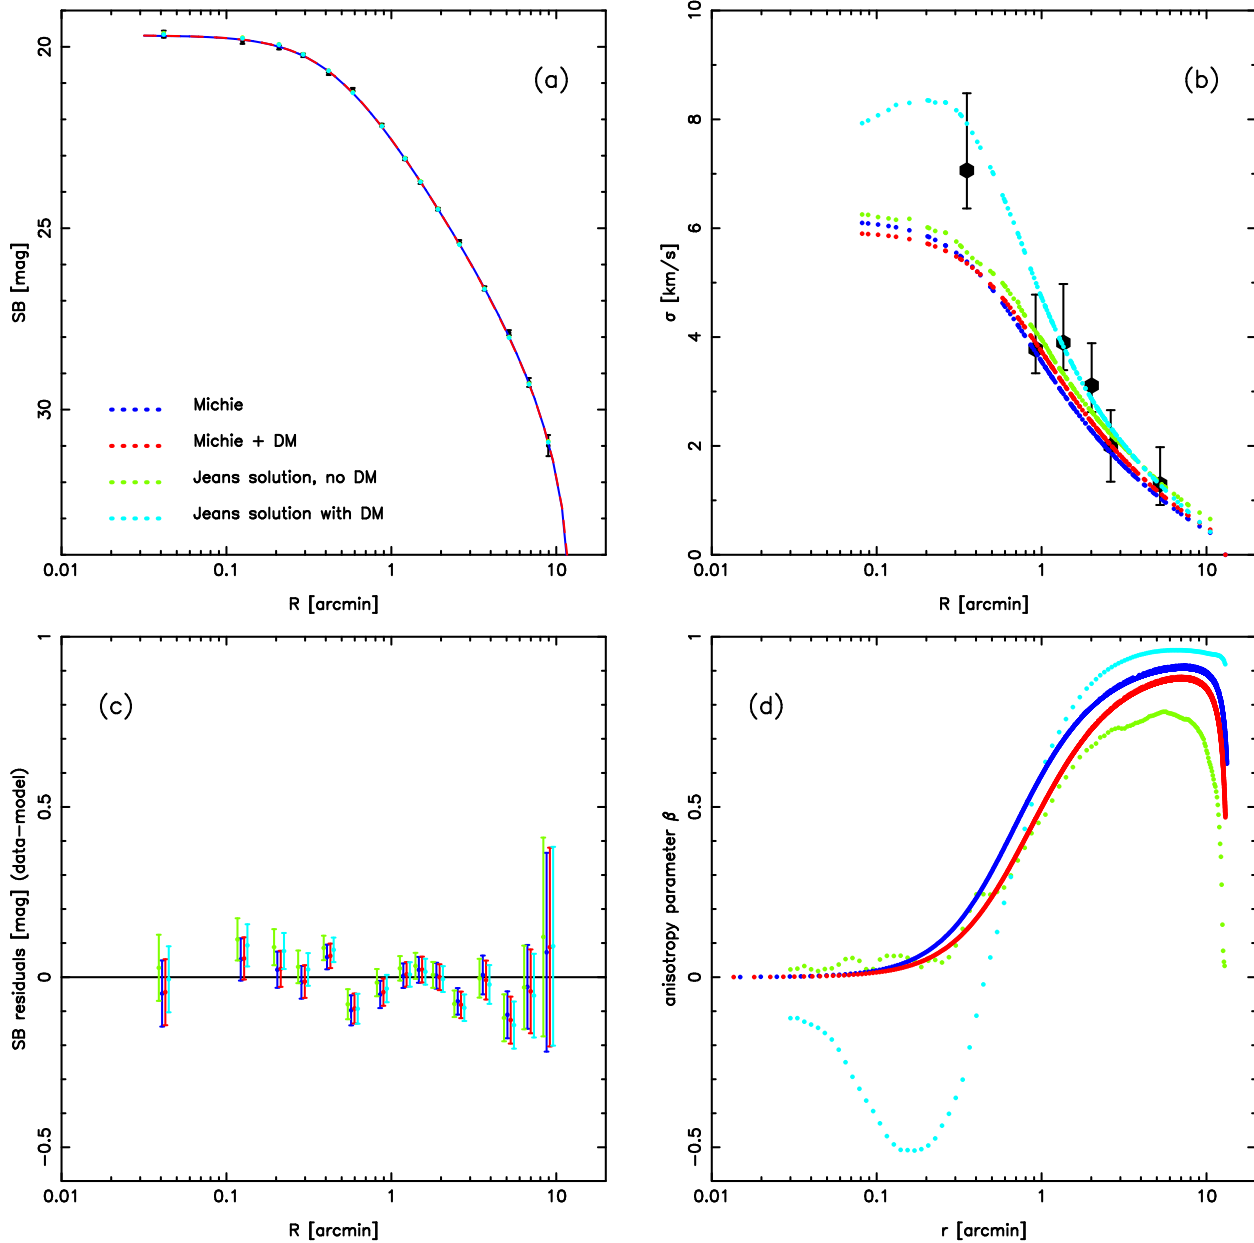 (a)
20
25
30
SB [mag]
Michie
Michie + DM
Jeans solution, no DM
Jeans solution with DM
0.01
0.1
1
10
R [arcmin]
(b)
10
8
6
4
2
0
σ [km/s]
0.01
0.1
1
10
R [arcmin]
(c)
1
0.5
0
−0.5
SB residuals [mag] (data−model)
0.01
0.1
1
10
R [arcmin]
(d)
1
0.5
0
−0.5
anisotropy parameter β
0.01
0.1
1
10
r [arcmin]